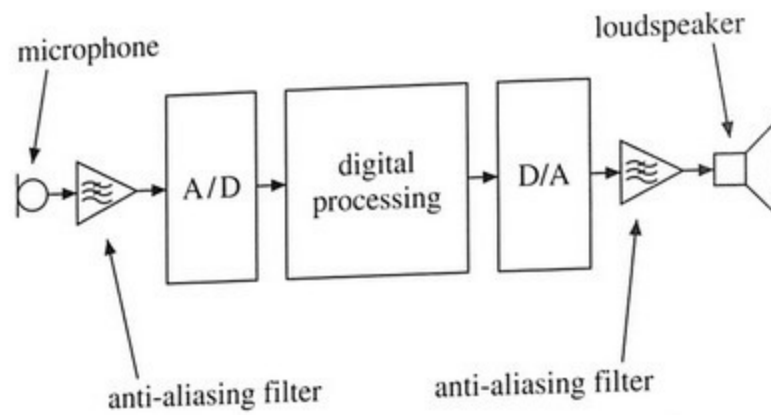 microphone
loudspeaker
A/D
digital
processing
D/A
anti-aliasing filter
anti-aliasing filter